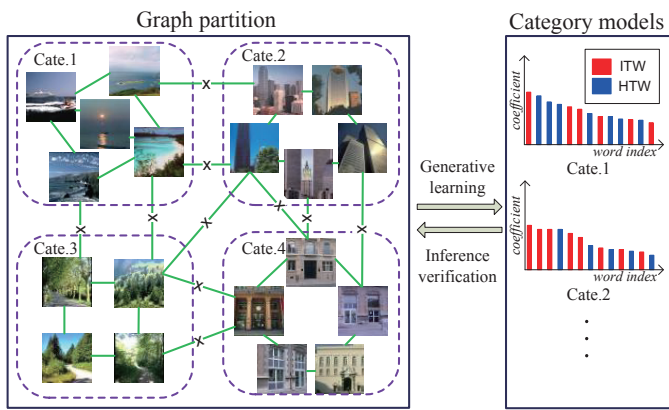 Graph partition
Category models
Cate.1
Cate.2
x
x
x
x
x
x
x
x
x
x
Cate.3
Cate.4
Generative
learning
Inference
verification
ITW
HTW
coefficient
word index
Cate.1
coefficient
word index
Cate.2